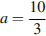 a = 10/3